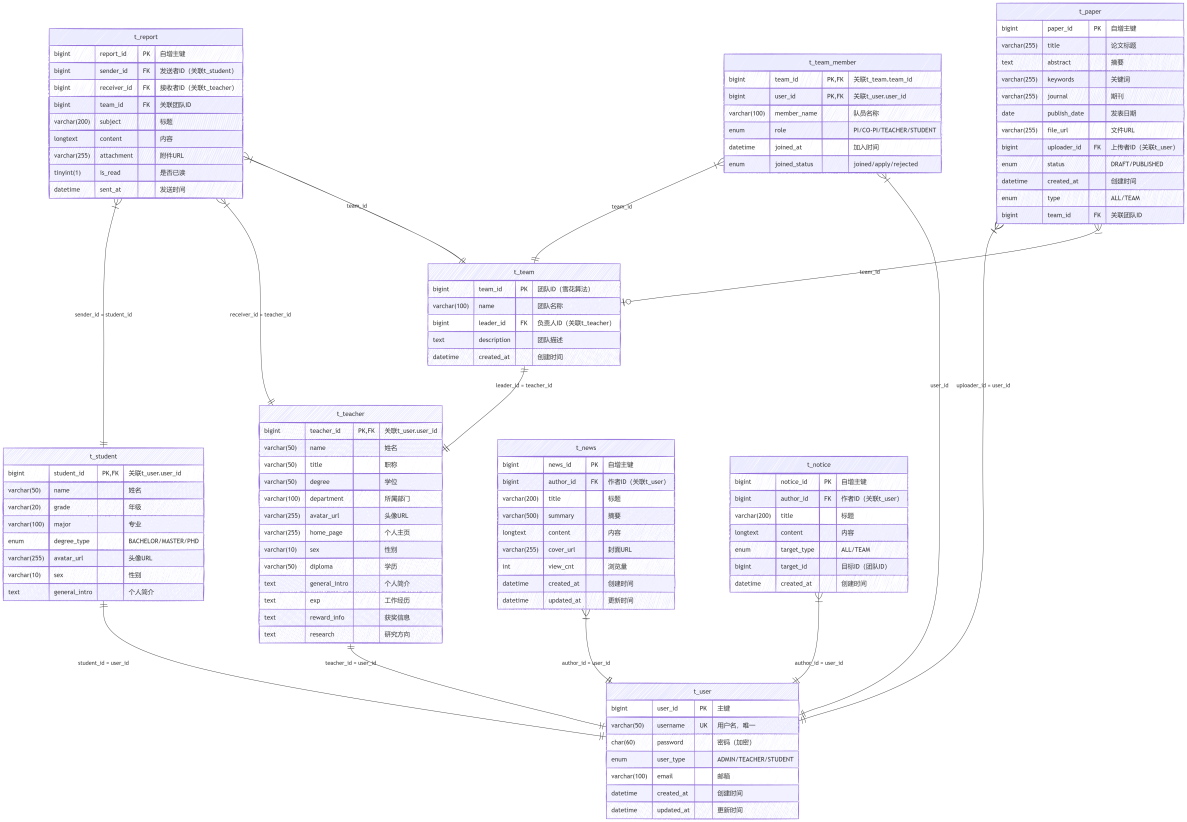 t_report
bigint report_id PK 自增主键
bigint sender_id FK 发送者ID（关联t_student）
bigint receiver_id FK 接收者ID（关联t_teacher）
bigint team_id FK 关联团队ID
varchar(200) subject 标题
longtext content 内容
varchar(255) attachment 附件URL
tinyint(1) is_read 是否已读
datetime sent_at 发送时间
t_team_member
bigint team_id PK,FK 关联t_team.team_id
bigint user_id PK,FK 关联t_user.user_id
varchar(100) member_name 队员名称
enum role PI/CO-PI/TEACHER/STUDENT
datetime joined_at 加入时间
enum joined_status joined/apply/rejected
t_paper
bigint paper_id PK 自增主键
varchar(255) title 论文标题
text abstract 摘要
varchar(255) keywords 关键词
varchar(255) journal 期刊
date publish_date 发表日期
varchar(255) file_url 文件URL
bigint uploader_id FK 上传者ID（关联t_user）
enum status DRAFT/PUBLISHED
datetime created_at 创建时间
enum type ALL/TEAM
bigint team_id FK 关联团队ID
team_id
team_id
team_id
t_team
bigint team_id PK 团队ID（雪花算法）
varchar(100) name 团队名称
bigint leader_id FK 负责人ID（关联t_teacher）
text description 团队描述
datetime created_at 创建时间
sender_id = student_id
receiver_id = teacher_id
leader_id = teacher_id
user_id
uploader_id = user_id
t_student
bigint student_id PK,FK 关联t_user.user_id
varchar(50) name 姓名
varchar(20) grade 年级
varchar(100) major 专业
enum degree_type BACHELOR/MASTER/PHD
varchar(255) avatar_url 头像URL
varchar(10) sex 性别
text general_intro 个人简介
t_teacher
bigint teacher_id PK,FK 关联t_user.user_id
varchar(50) name 姓名
varchar(50) title 职称
varchar(50) degree 学位
varchar(100) department 所属部门
varchar(255) avatar_url 头像URL
varchar(255) home_page 个人主页
varchar(10) sex 性别
varchar(50) diploma 学历
text general_intro 个人简介
text exp 工作经历
text reward_info 获奖信息
text research 研究方向
t_news
bigint news_id PK 自增主键
bigint author_id FK 作者ID（关联t_user）
varchar(200) title 标题
varchar(500) summary 摘要
longtext content 内容
varchar(255) cover_url 封面URL
int view_cnt 浏览量
datetime created_at 创建时间
datetime updated_at 更新时间
t_notice
bigint notice_id PK 自增主键
bigint author_id FK 作者ID（关联t_user）
varchar(200) title 标题
longtext content 内容
enum target_type ALL/TEAM
bigint target_id 目标ID（团队ID）
datetime created_at 创建时间
student_id = user_id
teacher_id = user_id
author_id = user_id
author_id = user_id
t_user
bigint user_id PK 主键
varchar(50) username UK 用户名，唯一
char(60) password 密码（加密）
enum user_type ADMIN/TEACHER/STUDENT
varchar(100) email 邮箱
datetime created_at 创建时间
datetime updated_at 更新时间